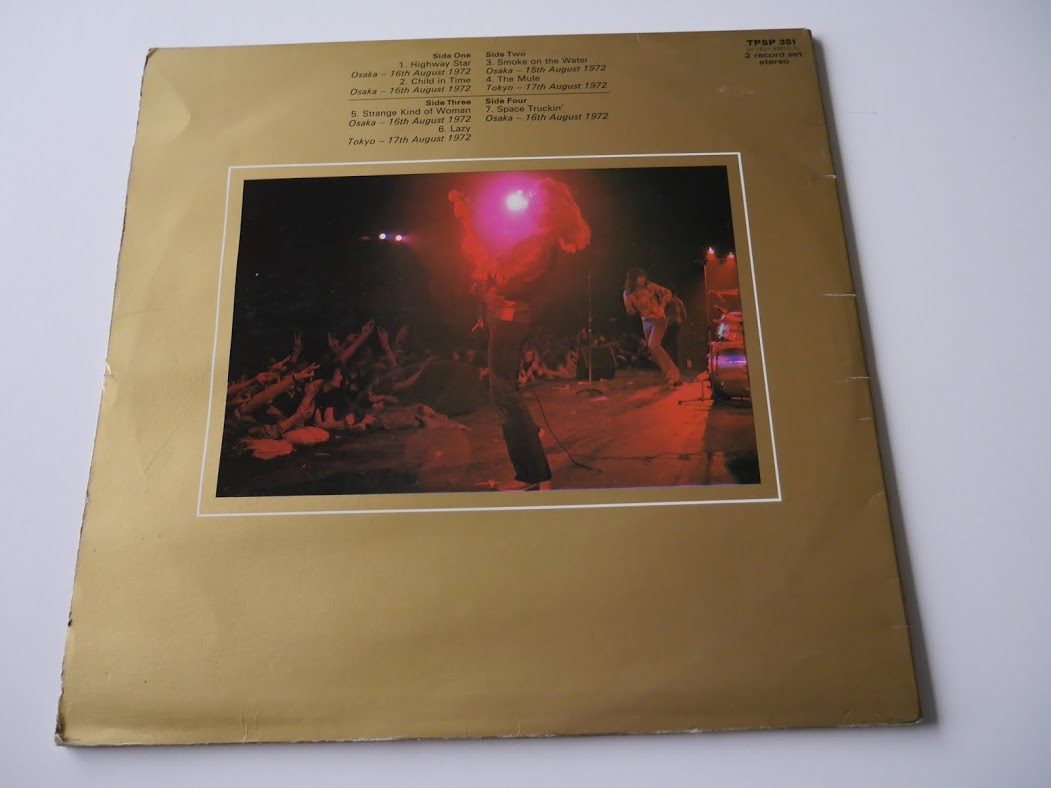 Side One
1. Highway Star
Osaka – 16th August 1972
2. Child in Time
Osaka – 16th August 1972
Side Two
3. Smoke on the Water
Osaka – 15th August 1972
4. The Mule
Tokyo – 17th August 1972
Side Three
5. Strange Kind of Woman
Osaka – 16th August 1972
6. Lazy
Tokyo – 17th August 1972
Side Four
7. Space Truckin'
Osaka – 16th August 1972
TPSP 351
2 record set
stereo